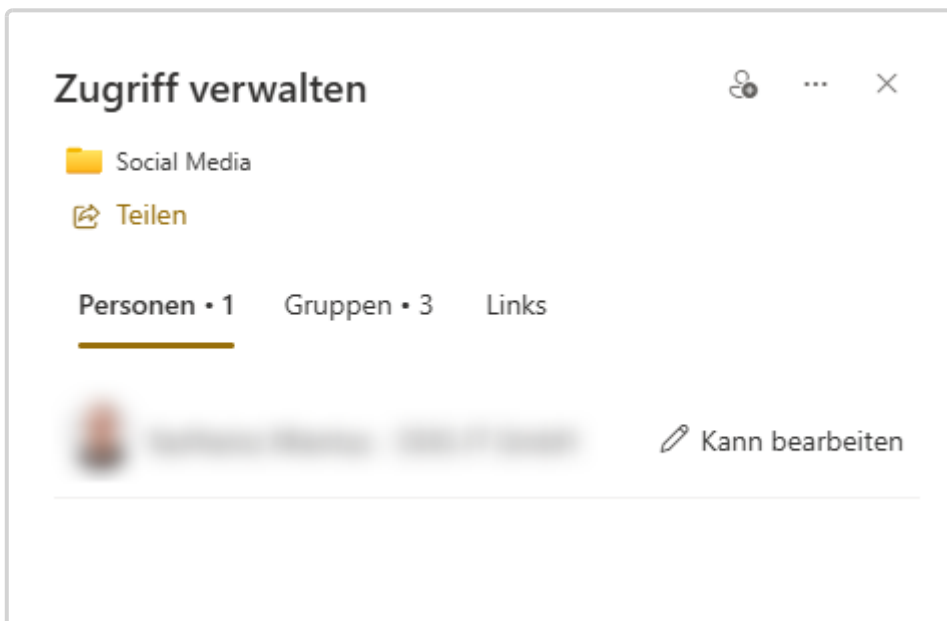 Zugriff verwalten
Social Media
Teilen
Personen • 1 Gruppen • 3 Links
Kann bearbeiten